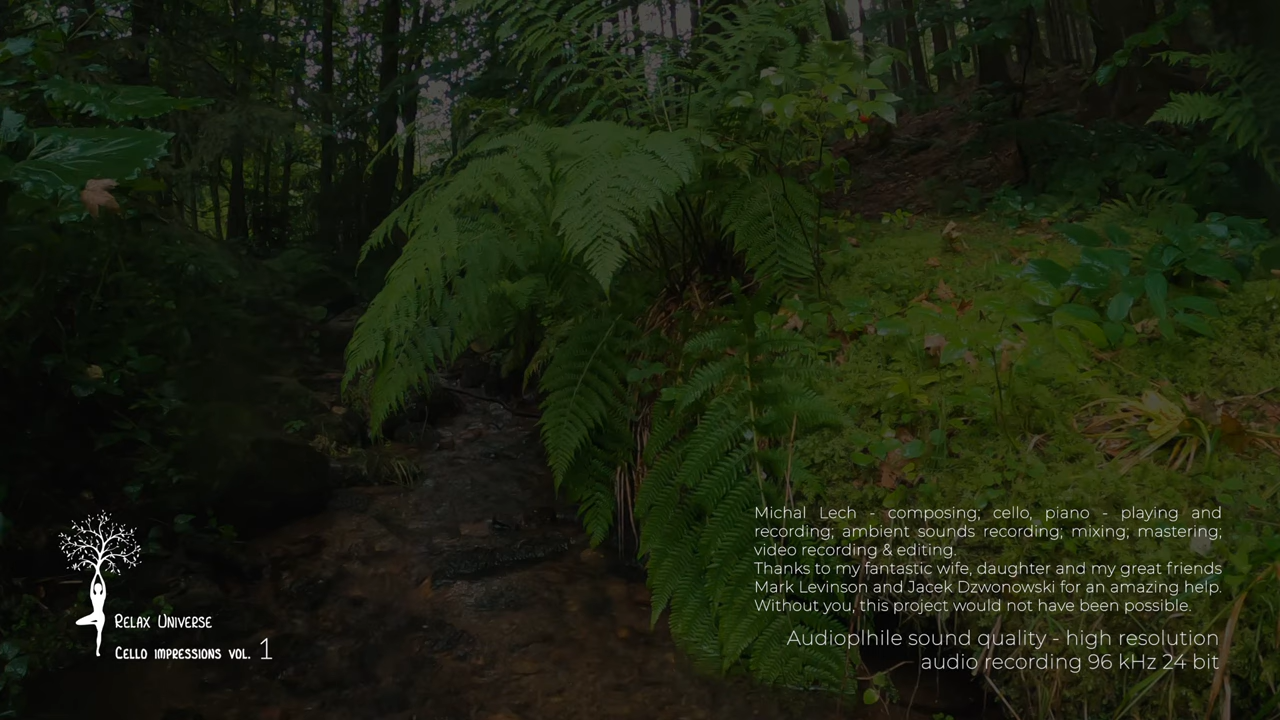 Michal Lech - composing; cello, piano - playing and
recording; ambient sounds recording; mixing; mastering;
video recording & editing.
Thanks to my fantastic wife, daughter and my great friends
Mark Levinson and Jacek Dzwonowski for an amazing help.
Without you, this project would not have been possible.
Audioplhile sound quality - high resolution
audio recording 96 kHz 24 bit
Relax Universe
Cello impressions vol. 1